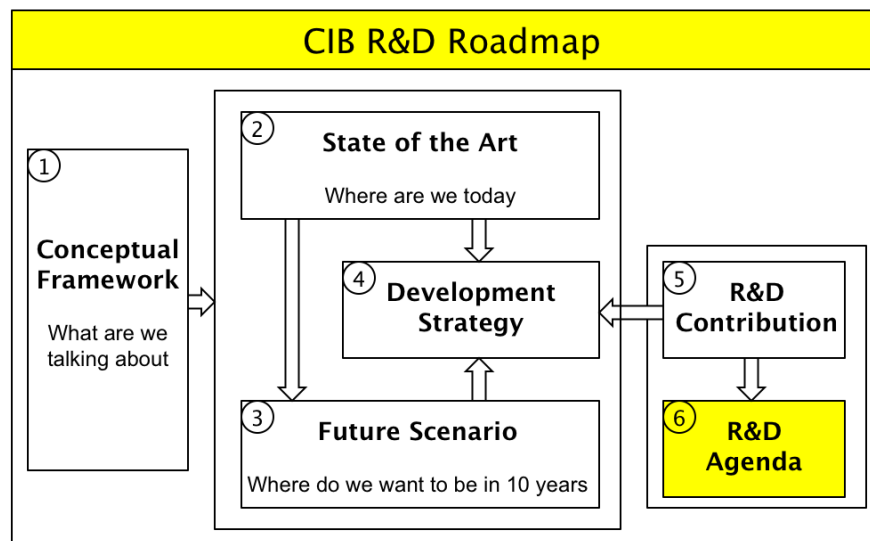 CIB R&D Roadmap
1
Conceptual
Framework
What are we
talking about
2
State of the Art
Where are we today
4
Development
Strategy
3
Future Scenario
Where do we want to be in 10 years
5
R&D
Contribution
6
R&D
Agenda